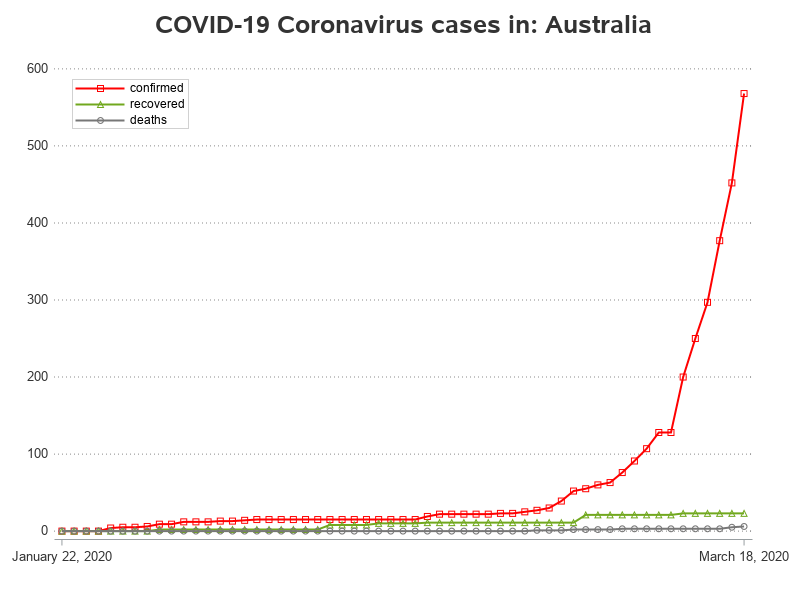 COVID-19 Coronavirus cases in: Australia
600
confirmed
recovered
deaths
500
400
300
200
100
0
January 22, 2020 March 18, 2020